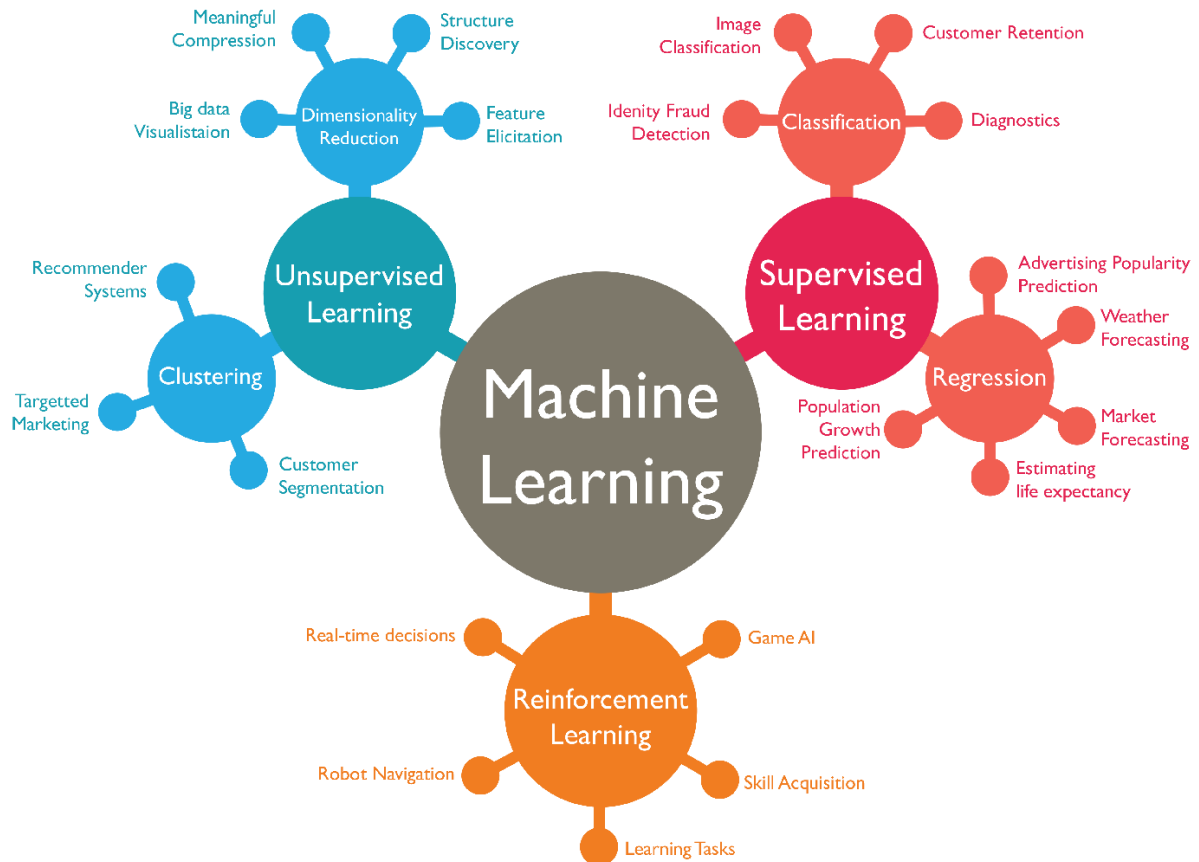 Meaningful
Compression
Structure
Discovery
Big data
Visualistaion
Dimensionality
Reduction
Feature
Elicitation
Image
Classification
Customer Retention
Idenity Fraud
Detection
Classification
Diagnostics
Recommender
Systems
Unsupervised
Learning
Clustering
Targetted
Marketing
Customer
Segmentation
Machine
Learning
Supervised
Learning
Advertising Popularity
Prediction
Weather
Forecasting
Regression
Population
Growth
Prediction
Market
Forecasting
Estimating
life expectancy
Real-time decisions
Game AI
Reinforcement
Learning
Robot Navigation
Skill Acquisition
Learning Tasks